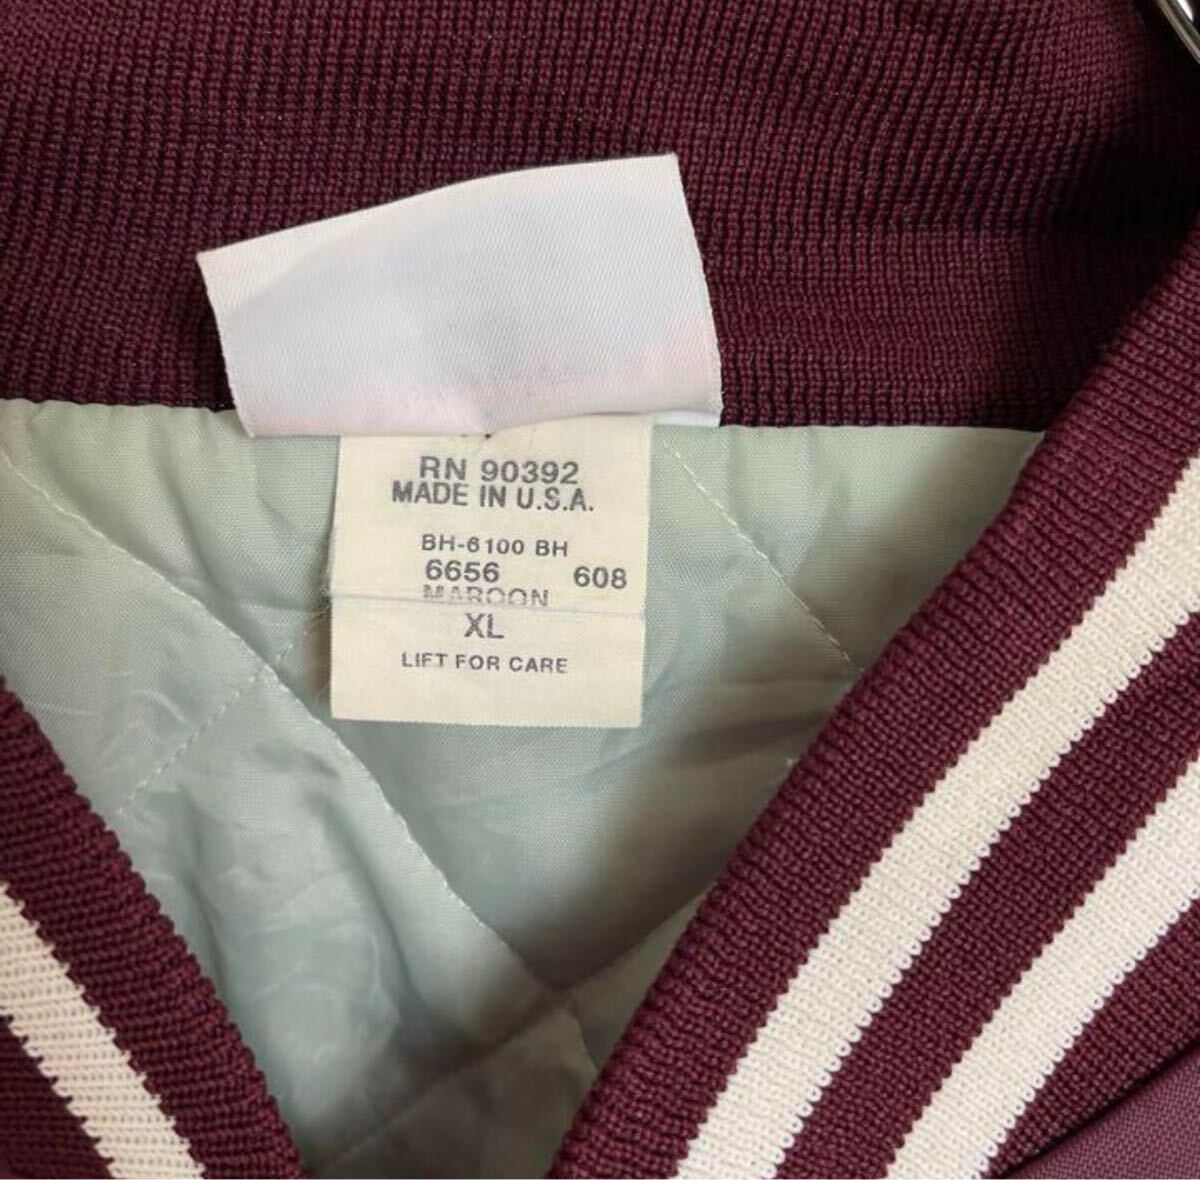 RN 90392
MADE IN U.S.A.
BH-6100 BH
6656 608
MAROON
XL
LIFT FOR CARE